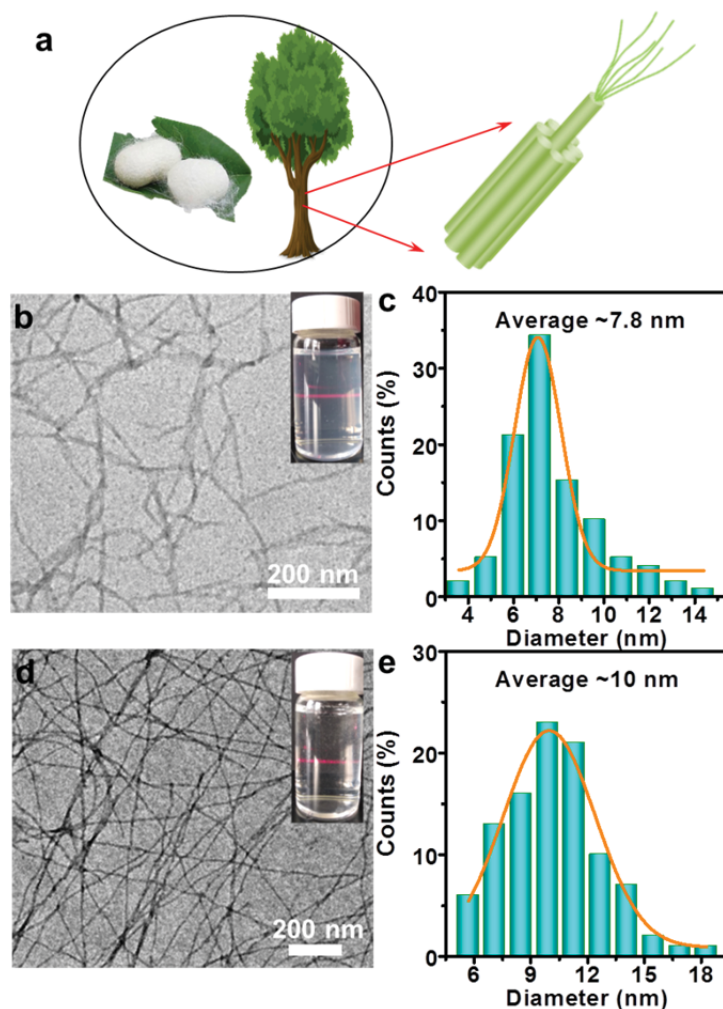 a
b
200 nm
c
Average ~7.8 nm
Counts (%)
40
30
20
10
0
4 6 8 10 12 14
Diameter (nm)
d
200 nm
e
Average ~10 nm
Counts (%)
30
20
10
0
6 9 12 15 18
Diameter (nm)